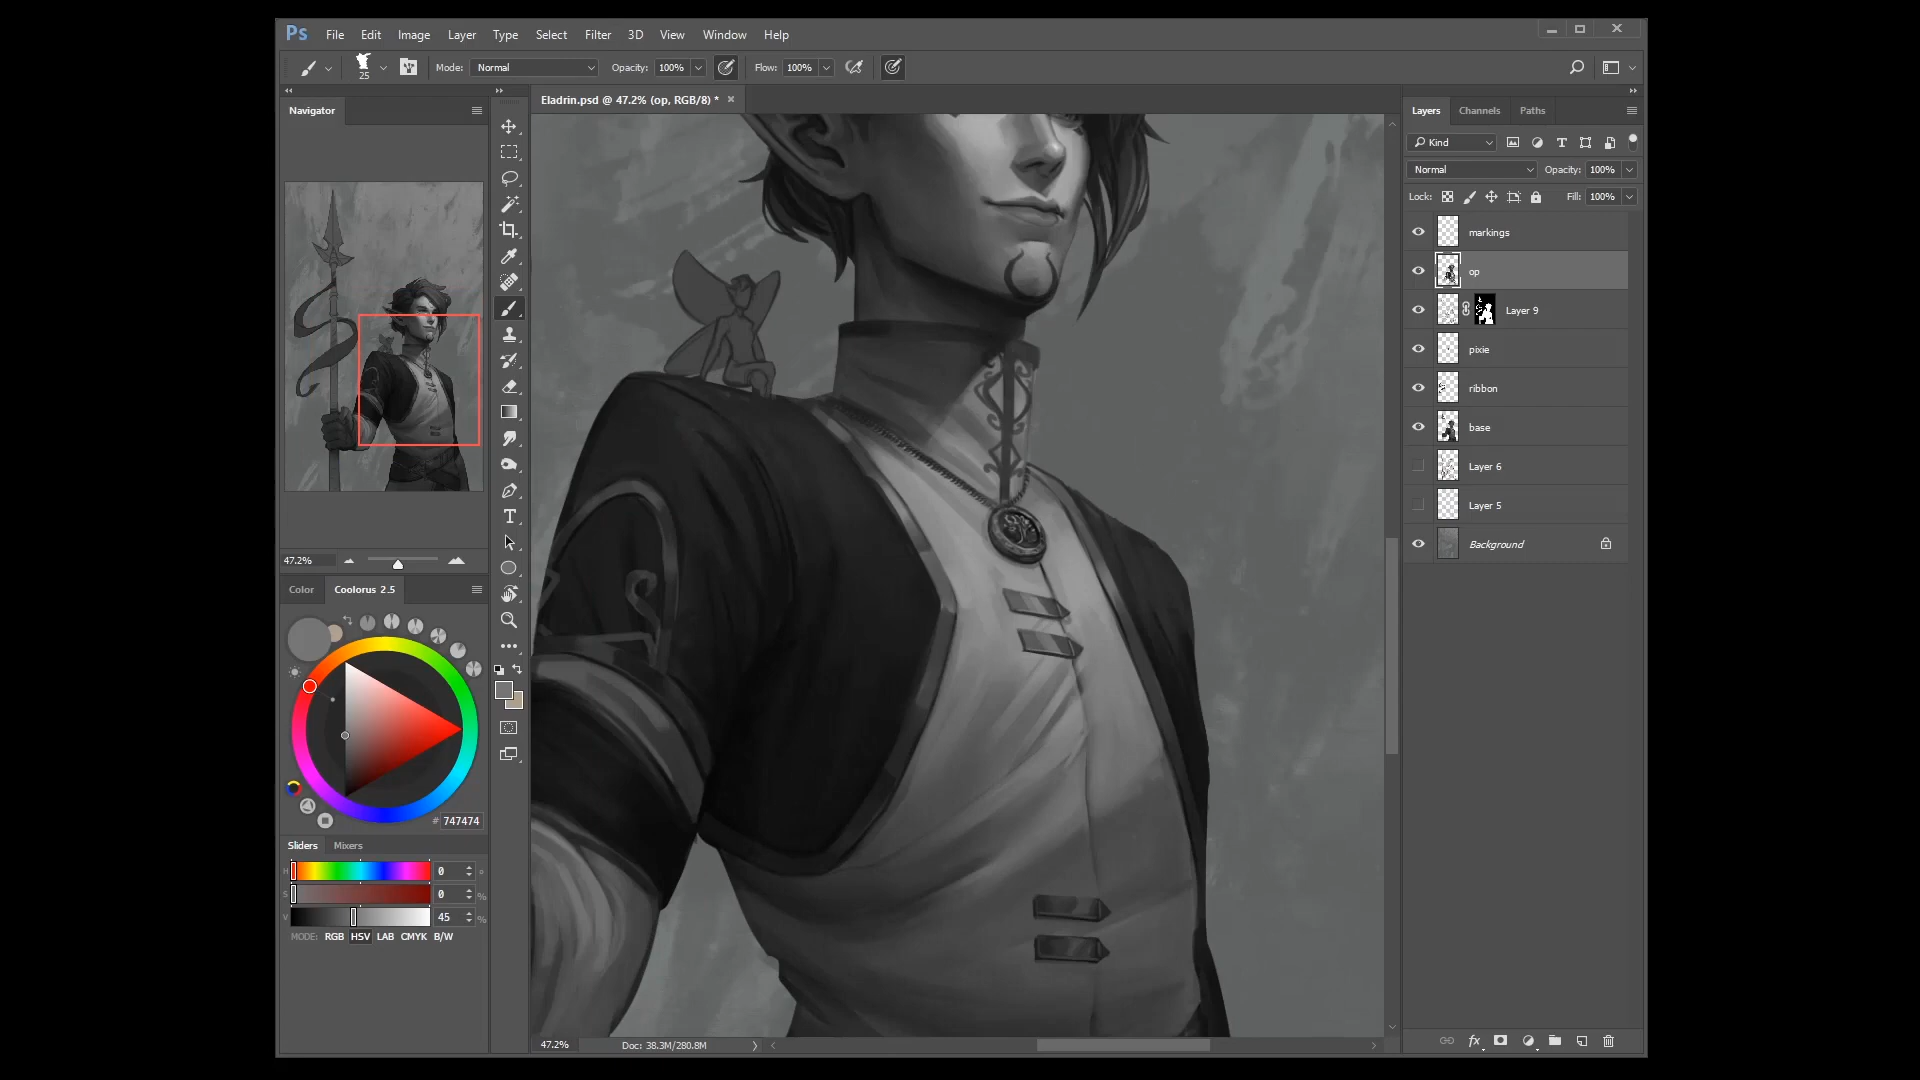 Ps File Edit Image Layer Type Select Filter 3D View Window Help
25 Mode: Normal Opacity: 100% Flow: 100%
Navigator
Eladrin.psd @ 47.2% (op, RGB/8) *
Layers Channels Paths
Kind
Normal Opacity: 100%
Lock: Fill: 100%
markings
op
Layer 9
pixie
ribbon
base
Layer 6
Layer 5
Background
47.2%
Color Coolorus 2.5
# 747474
Sliders Mixers
H 0 °
S 0 %
V 45 %
MODE: RGB HSV LAB CMYK B/W
47.2% Doc: 38.3M/280.8M
fx